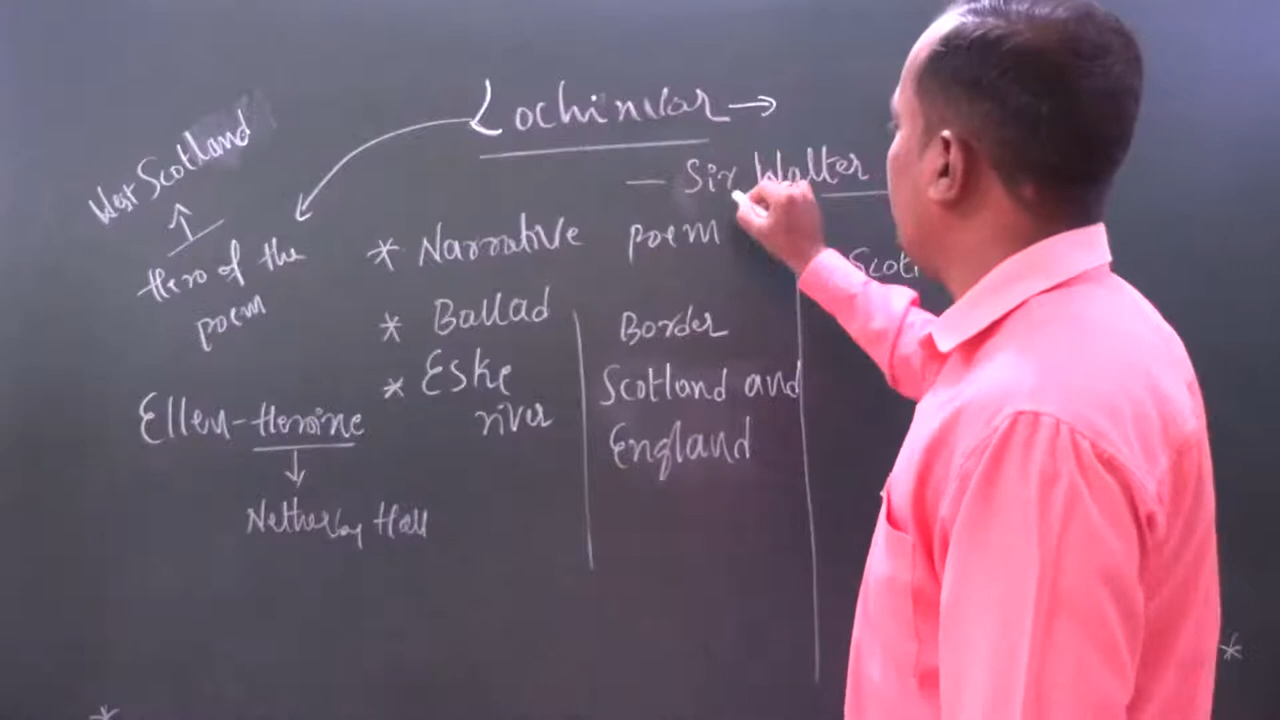 Lochinvar →
— Sir Walter
West Scotland
↑
Hero of the
poem
* Narrative poem
* Ballad
* Eske
river
Border
Scotland and
England
Ellen-Heroine
↓
Netherby Hall
*
*